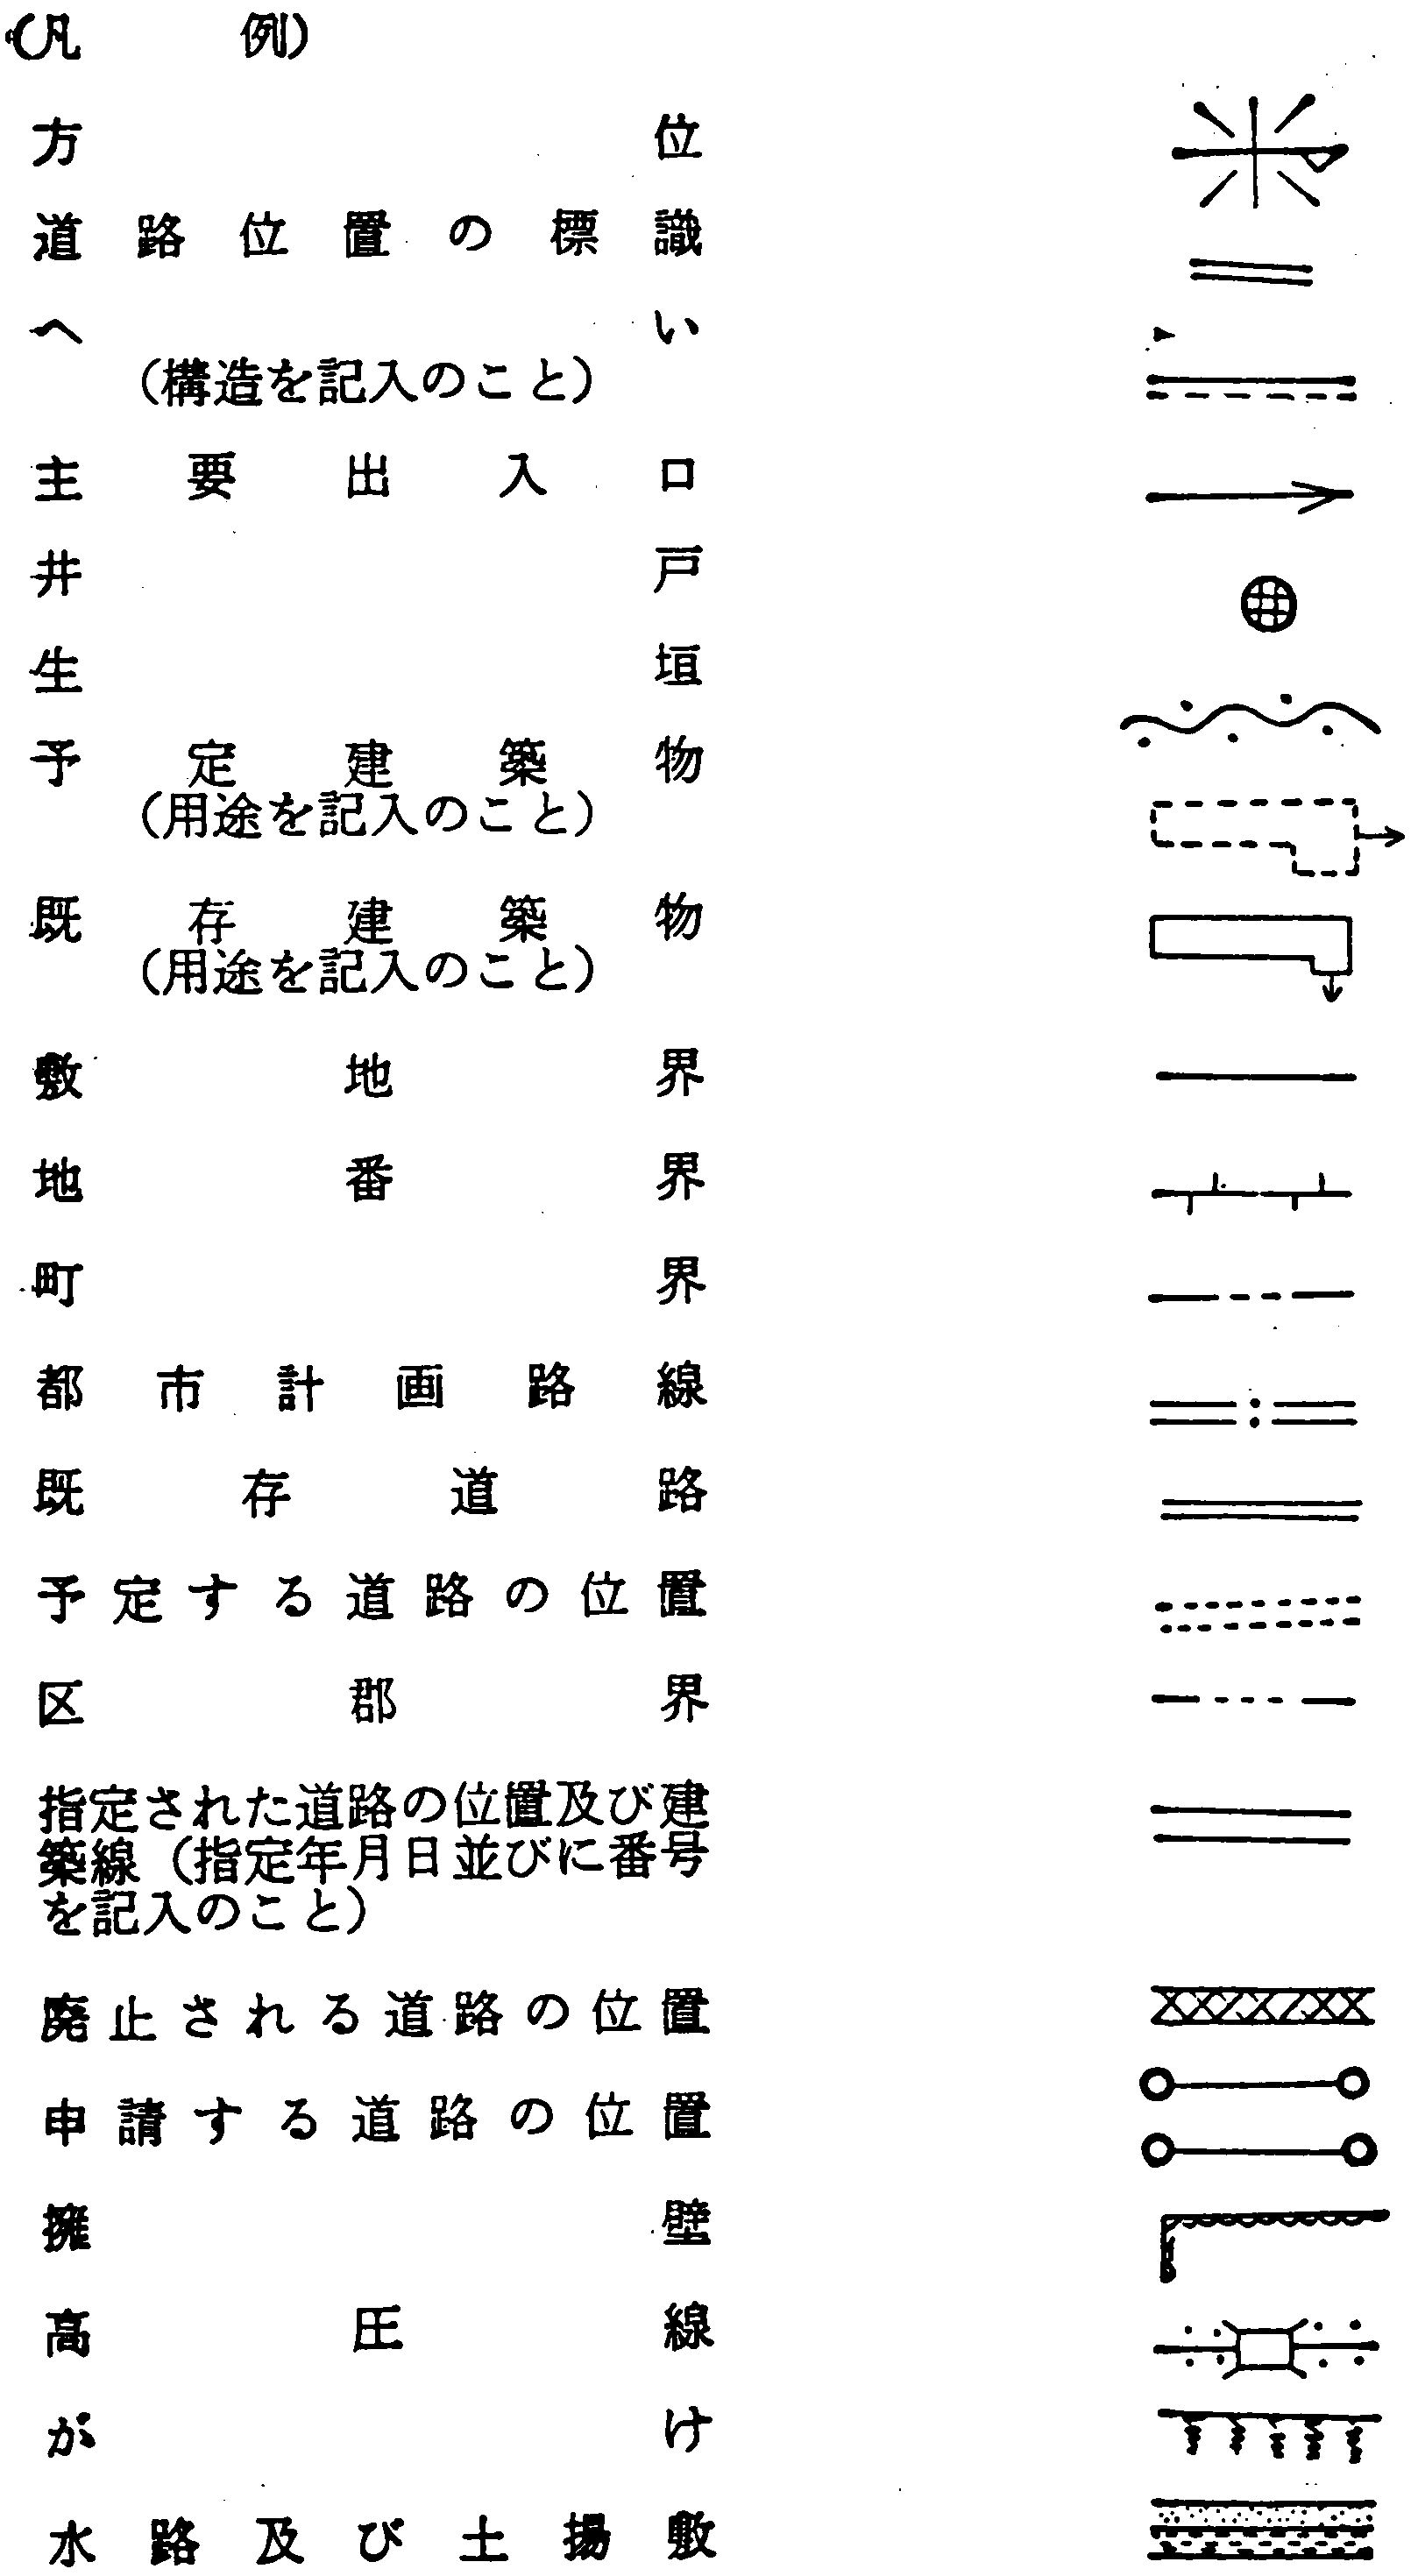 (凡例)
方位
道路位置の標識
へい
(構造を記入のこと)
主要出入口
井戸
生垣
予定建築物
(用途を記入のこと)
既存建築物
(用途を記入のこと)
敷地界
地番界
町界
都市計画路線
既存道路
予定する道路の位置
区郡界
指定された道路の位置及び建
築線(指定年月日並びに番号
を記入のこと)
廃止される道路の位置
申請する道路の位置
擁壁
高圧線
がけ
水路及び土揚敷